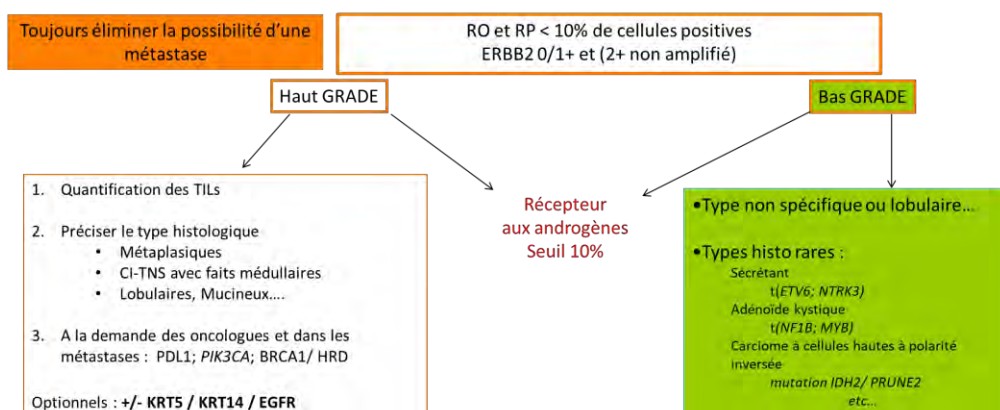 Toujours éliminer la possibilité d'une
métastase
RO et RP < 10% de cellules positives
ERBB2 0/1+ et (2+ non amplifié)
Haut GRADE
Bas GRADE
1. Quantification des TILs
2. Préciser le type histologique
• Métaplasiques
• CI-TNS avec faits médullaires
• Lobulaires, Mucineux....
3. A la demande des oncologues et dans les
métastases : PDL1; PIK3CA; BRCA1/ HRD
Optionnels : +/- KRT5 / KRT14 / EGFR
Récepteur
aux androgènes
Seuil 10%
•Type non spécifique ou lobulaire...
•Types histo rares :
Sécrétant
t(ETV6; NTRK3)
Adénoïde kystique
t(NF1B; MYB)
Carciome à cellules hautes à polarité
inversée
mutation IDH2/ PRUNE2
etc...